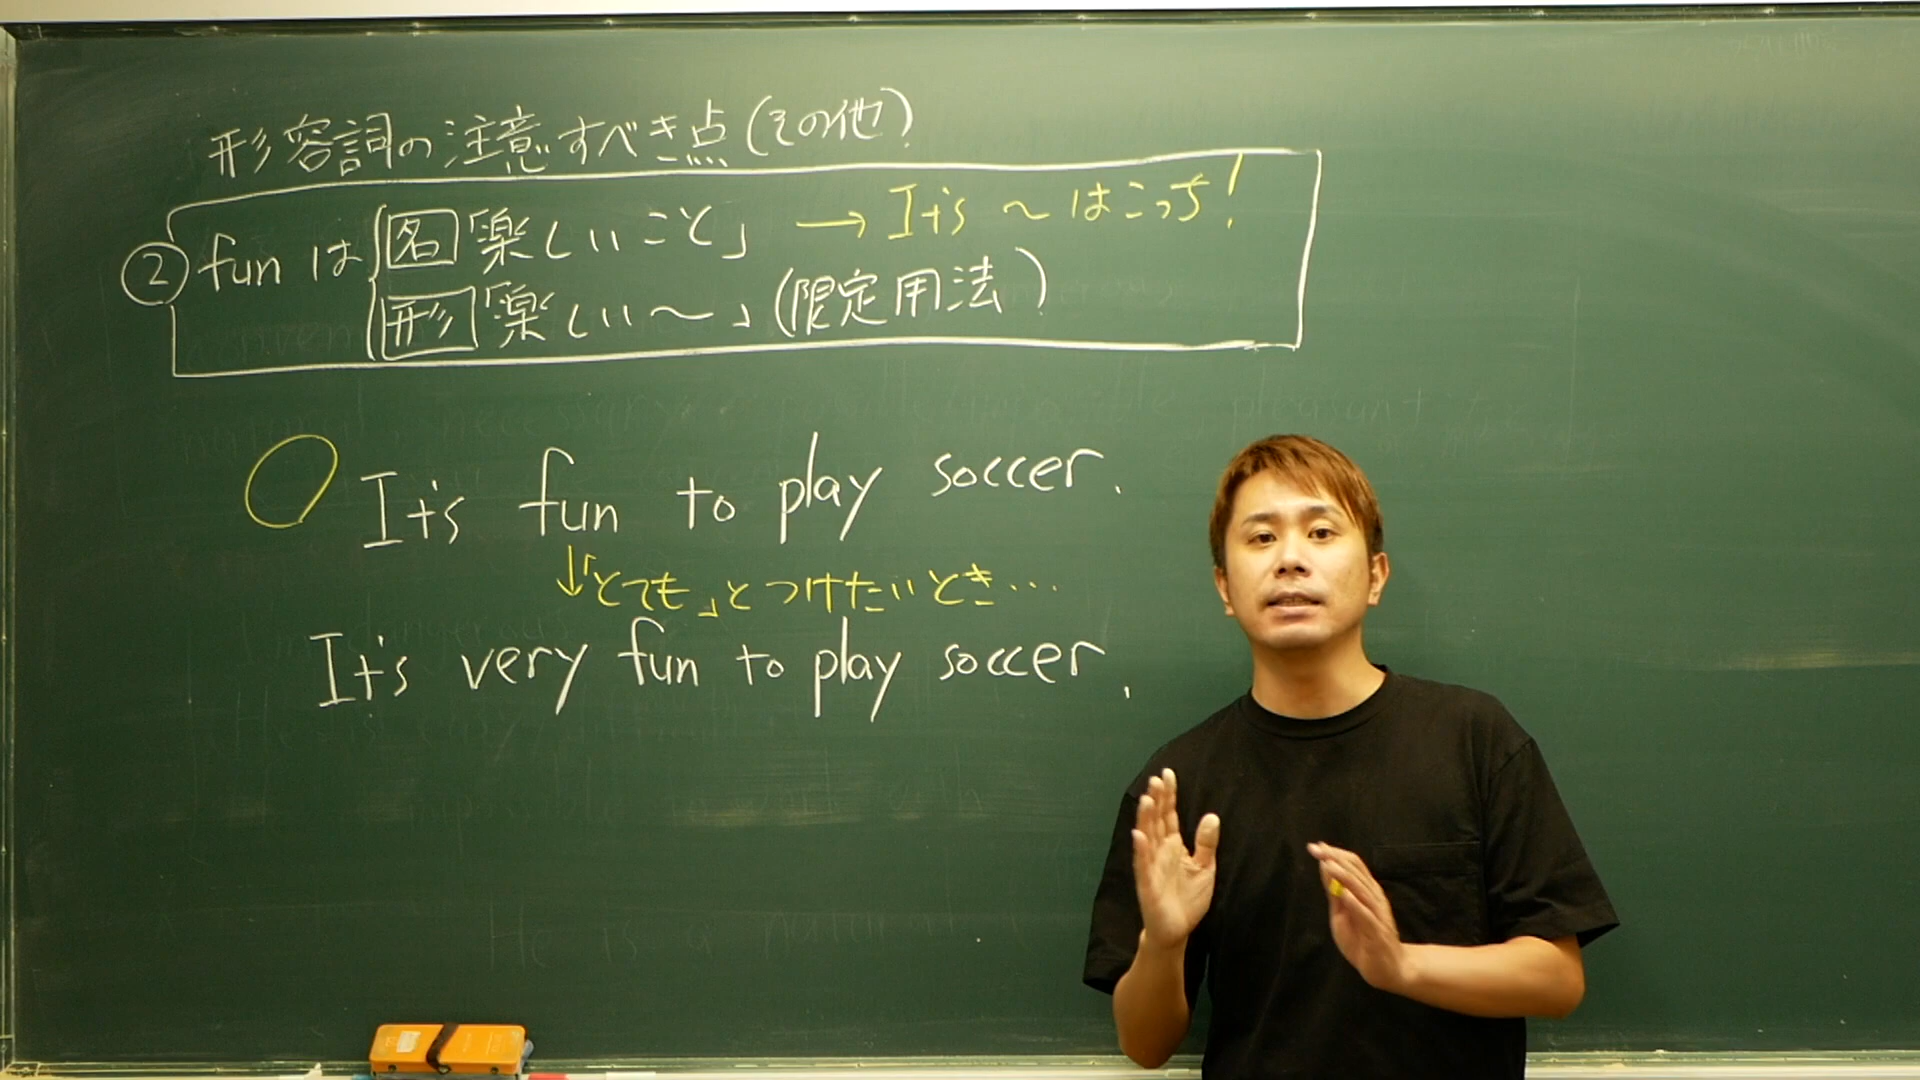 形容詞の注意すべき点(その他)
② fun は 名「楽しいこと」 → It's ～はこっち!
形「楽しい～」(限定用法)
It's fun to play soccer.
↓「とても」とつけたいとき…
It's very fun to play soccer.
He is a